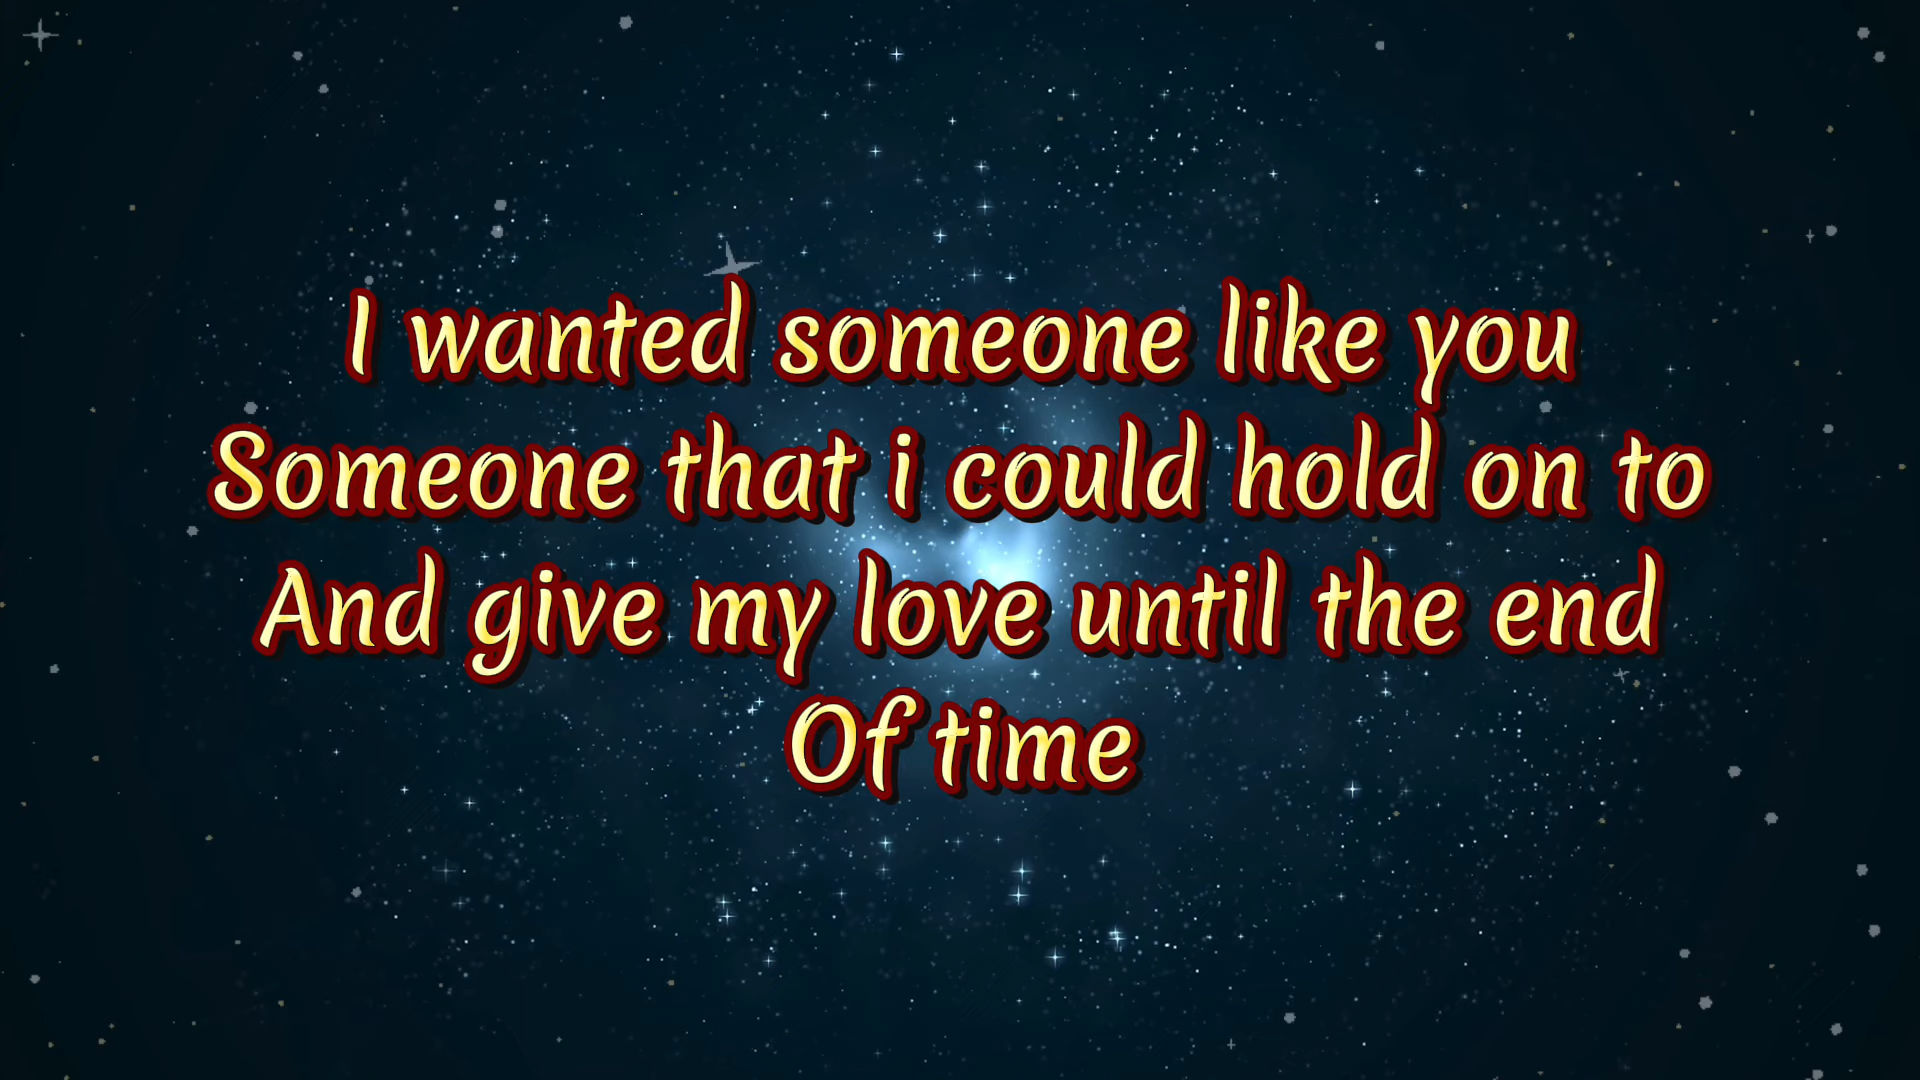 I wanted someone like you
Someone that i could hold on to
And give my love until the end
Of time